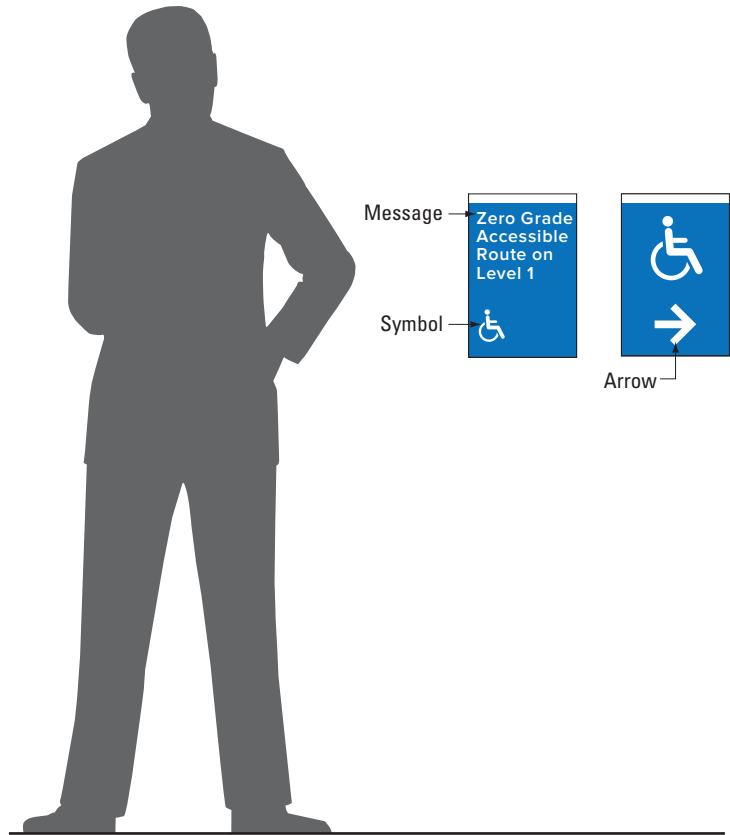 Message
Zero Grade
Accessible
Route on
Level 1
Symbol
Arrow